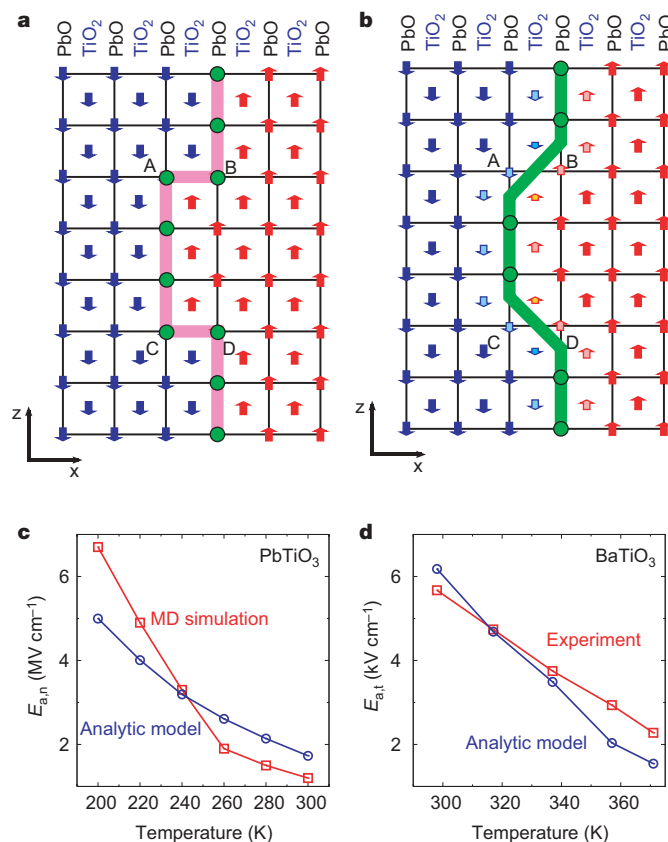 a
PbO TiO2 PbO TiO2 PbO TiO2 PbO TiO2 PbO TiO2 PbO
A B
C D
z
x
b
PbO TiO2 PbO TiO2 PbO TiO2 PbO TiO2 PbO TiO2 PbO
A B
C D
z
x
c
PbTiO3
MD simulation
Analytic model
Ea,n (MV cm−1)
6
4
2
200 220 240 260 280 300
Temperature (K)
d
BaTiO3
Experiment
Analytic model
Ea,t (kV cm−1)
6
4
2
300 320 340 360
Temperature (K)